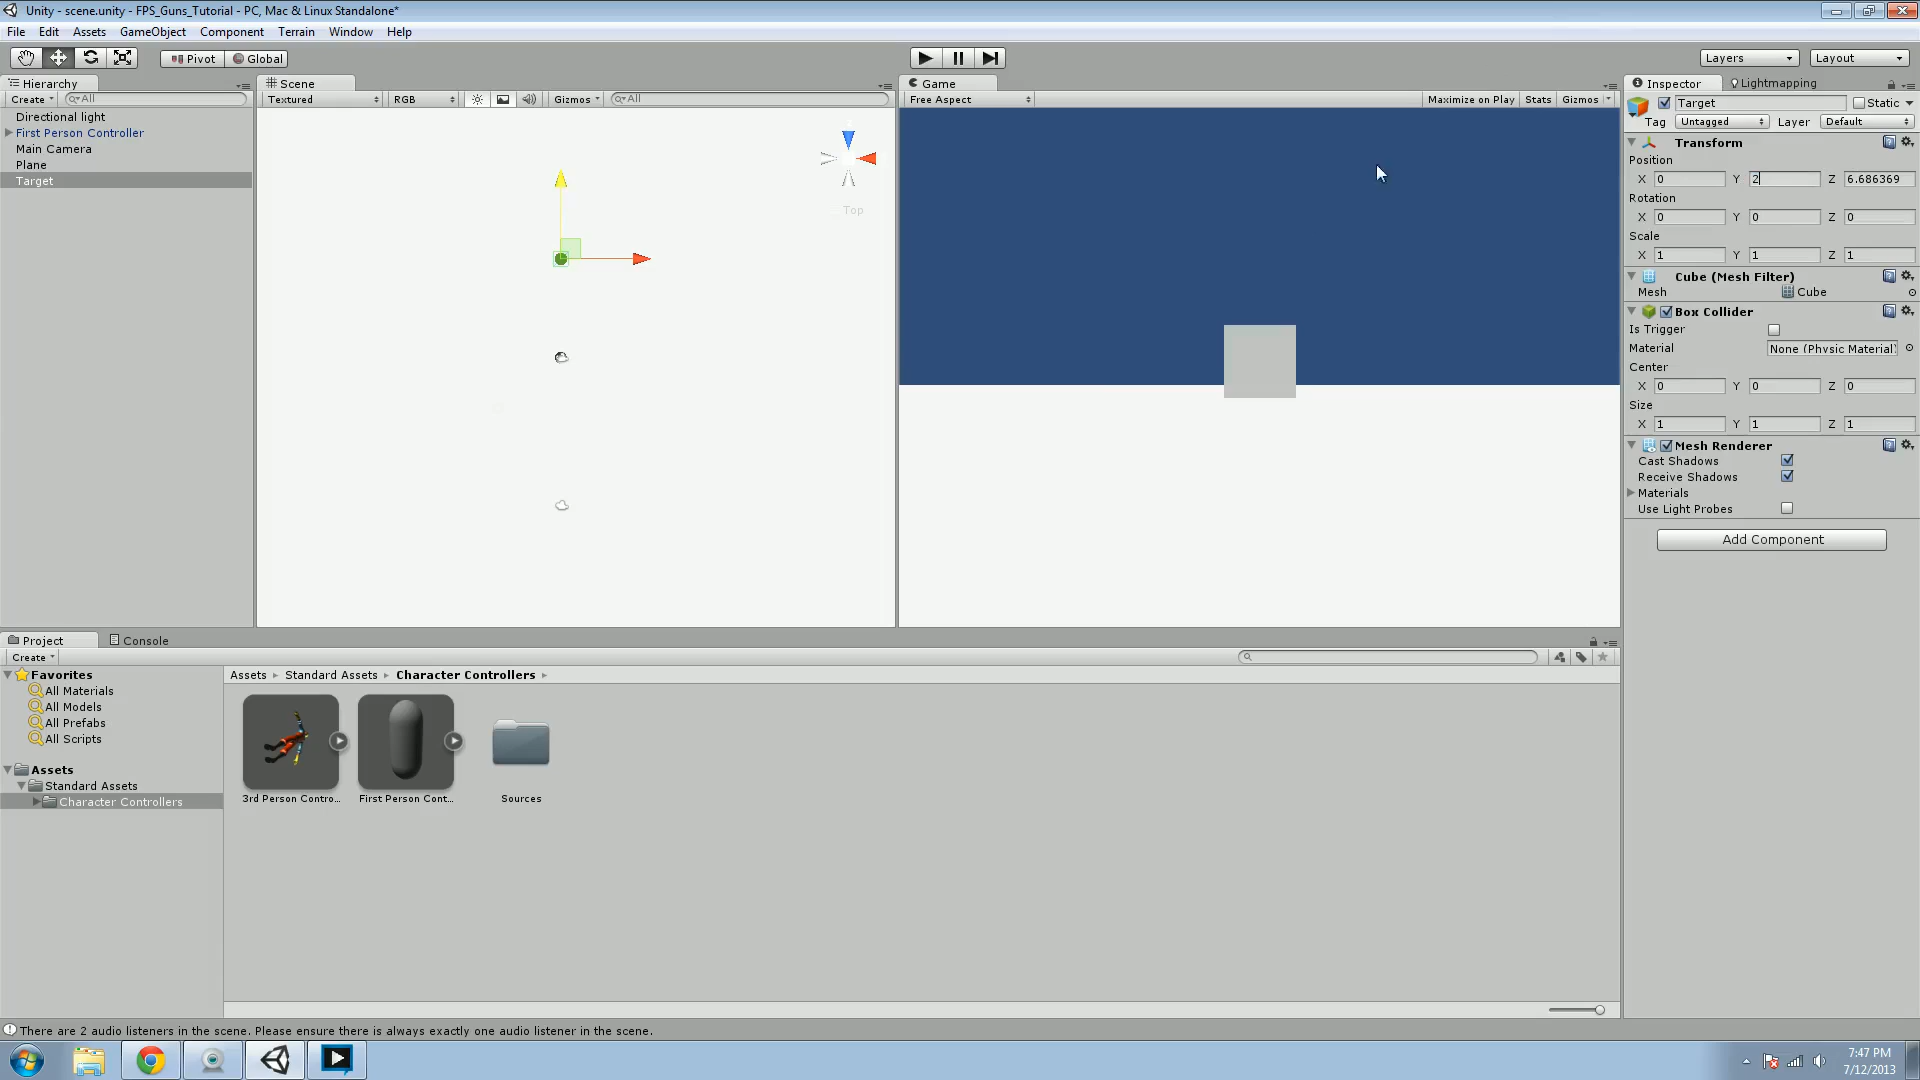 Unity - scene.unity - FPS_Guns_Tutorial - PC, Mac & Linux Standalone*
File Edit Assets GameObject Component Terrain Window Help
Pivot Global Layers Layout
Hierarchy
Create All
Directional light
First Person Controller
Main Camera
Plane
Target
Scene
Textured RGB Gizmos All
Top
Game
Free Aspect Maximize on Play Stats Gizmos
Inspector Lightmapping
Target Static
Tag Untagged Layer Default
Transform
Position
X 0 Y 2 Z 6.686369
Rotation
X 0 Y 0 Z 0
Scale
X 1 Y 1 Z 1
Cube (Mesh Filter)
Mesh Cube
Box Collider
Is Trigger
Material None (Physic Material)
Center
X 0 Y 0 Z 0
Size
X 1 Y 1 Z 1
Mesh Renderer
Cast Shadows
Receive Shadows
Materials
Use Light Probes
Add Component
Project Console
Create
Favorites
All Materials
All Models
All Prefabs
All Scripts
Assets
Standard Assets
Character Controllers
Assets Standard Assets Character Controllers
3rd Person Contro... First Person Cont... Sources
There are 2 audio listeners in the scene. Please ensure there is always exactly one audio listener in the scene.
7:47 PM
7/12/2013